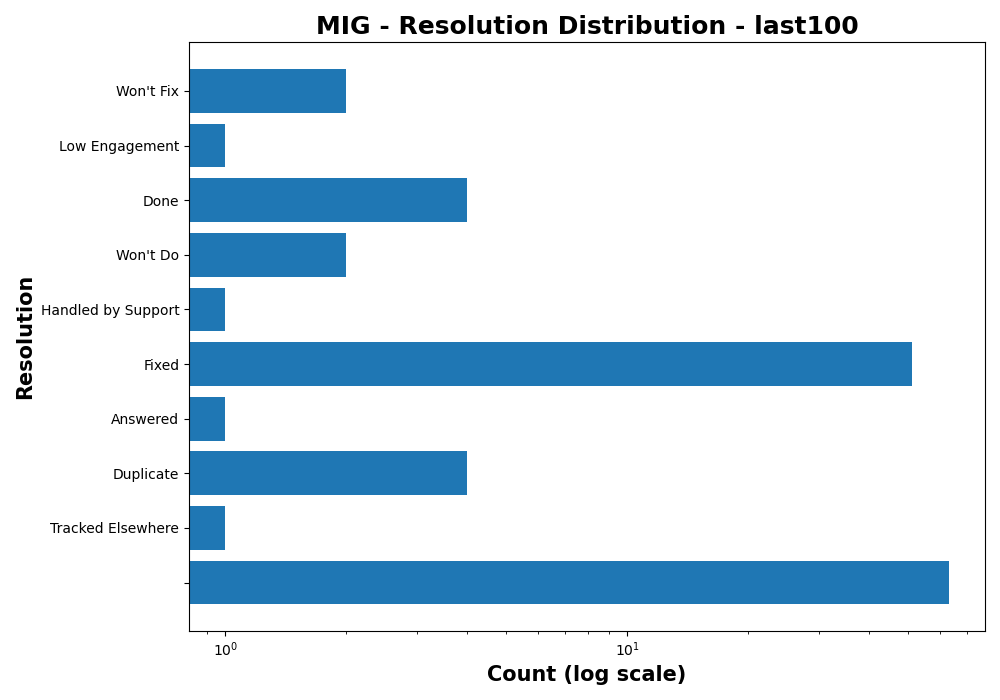 MIG - Resolution Distribution - last100
Won't Fix
Low Engagement
Done
Won't Do
Handled by Support
Fixed
Answered
Duplicate
Tracked Elsewhere
Resolution
10⁰ 10¹
Count (log scale)